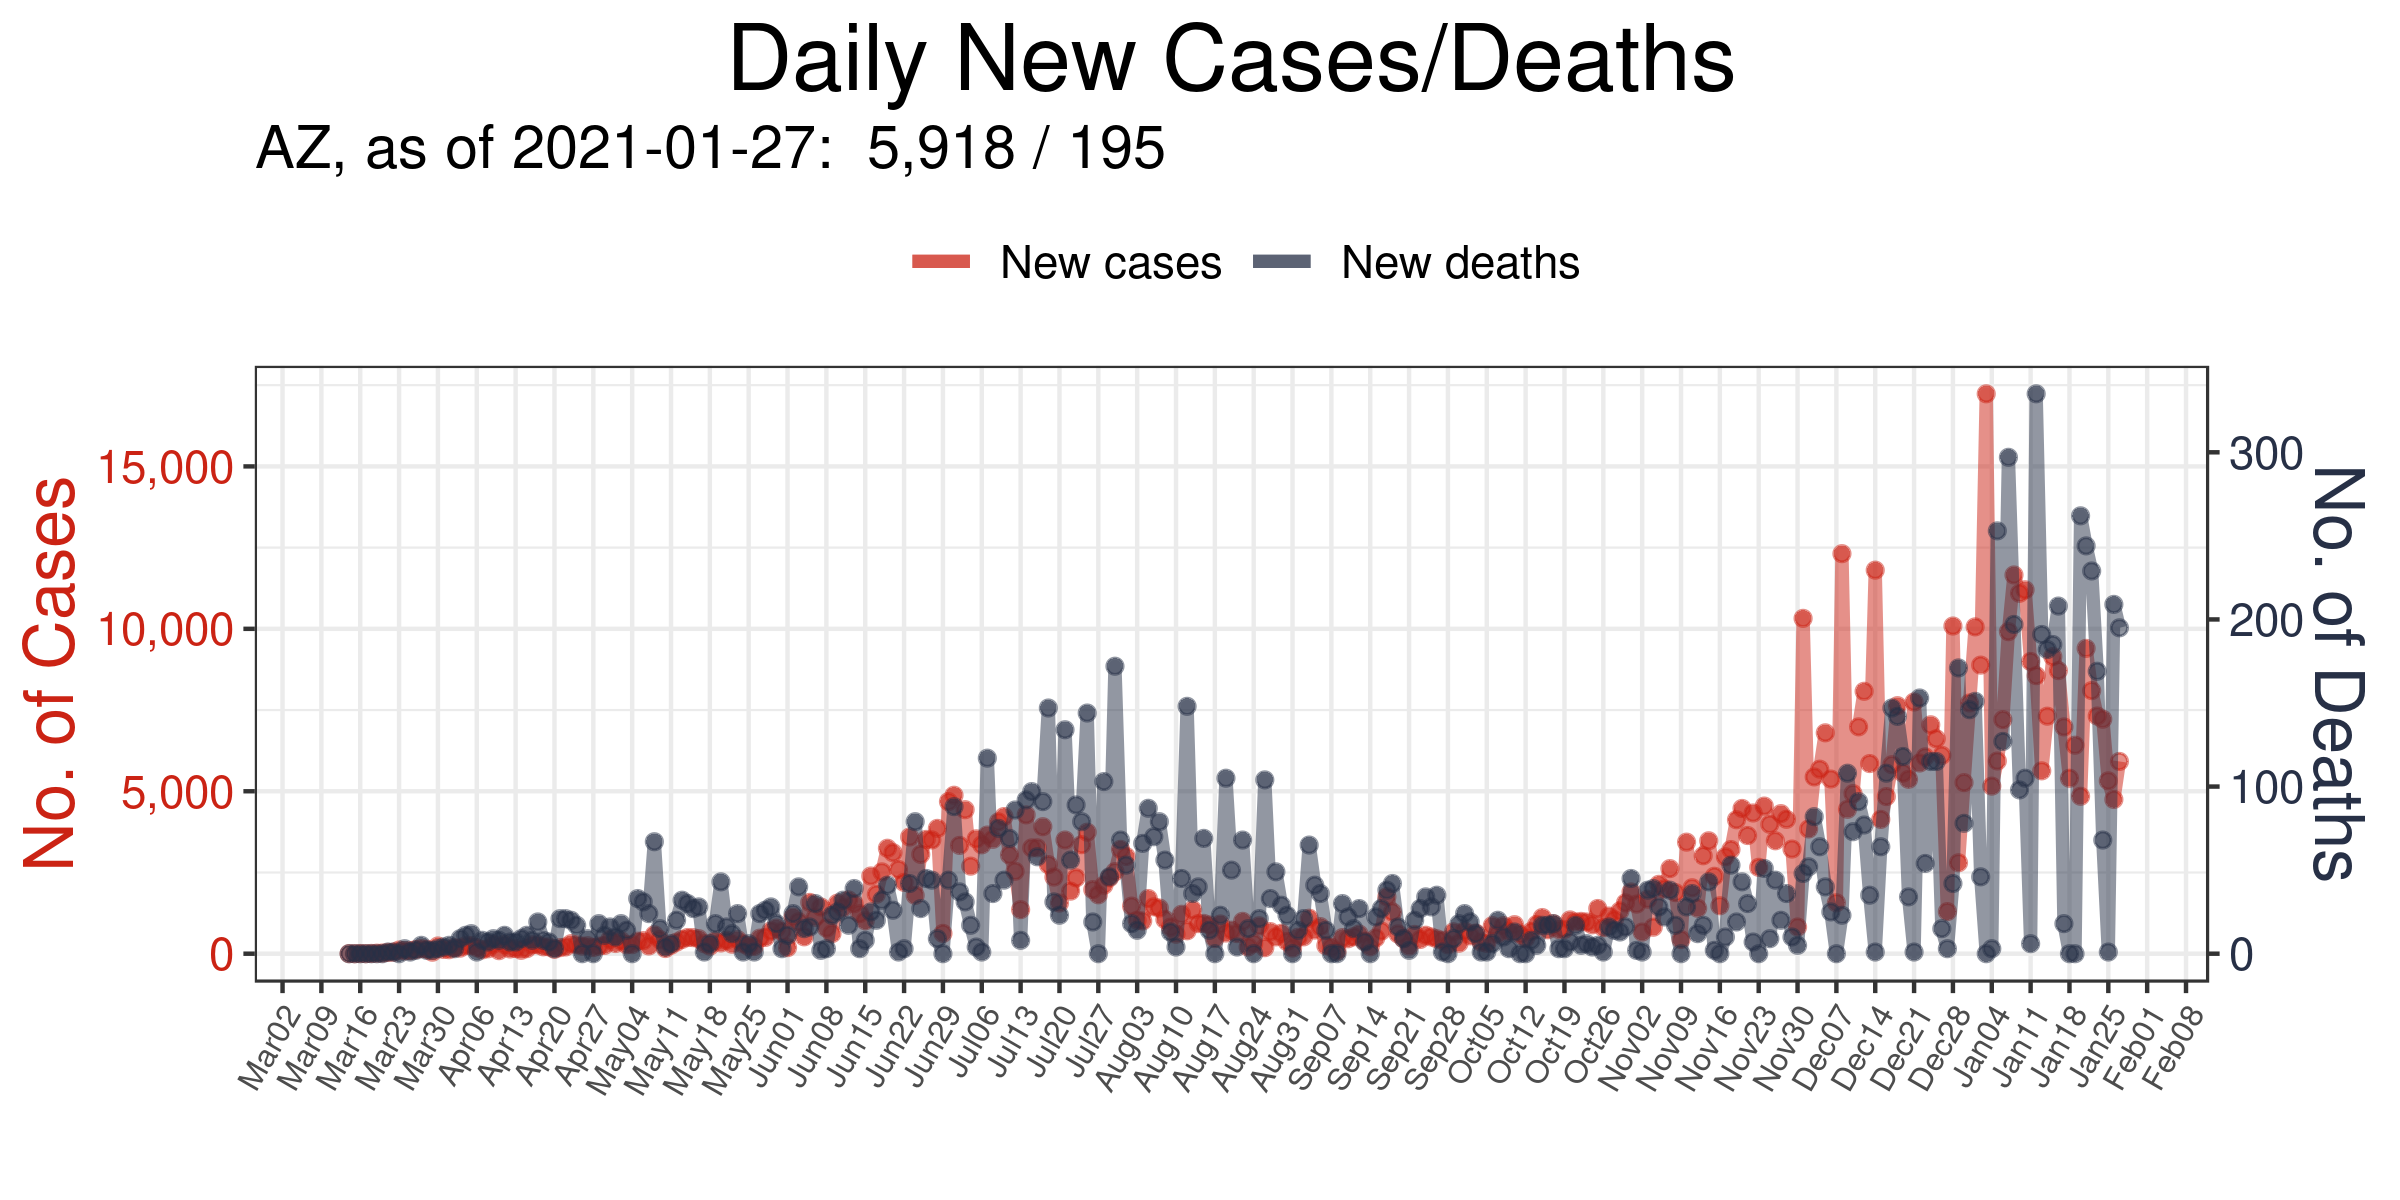 Daily New Cases/Deaths
AZ, as of 2021-01-27:  5,918 / 195
New cases
New deaths
No. of Cases
15,000
10,000
5,000
0
300
200
100
0
No. of Deaths
Mar02
Mar09
Mar16
Mar23
Mar30
Apr06
Apr13
Apr20
Apr27
May04
May11
May18
May25
Jun01
Jun08
Jun15
Jun22
Jun29
Jul06
Jul13
Jul20
Jul27
Aug03
Aug10
Aug17
Aug24
Aug31
Sep07
Sep14
Sep21
Sep28
Oct05
Oct12
Oct19
Oct26
Nov02
Nov09
Nov16
Nov23
Nov30
Dec07
Dec14
Dec21
Dec28
Jan04
Jan11
Jan18
Jan25
Feb01
Feb08